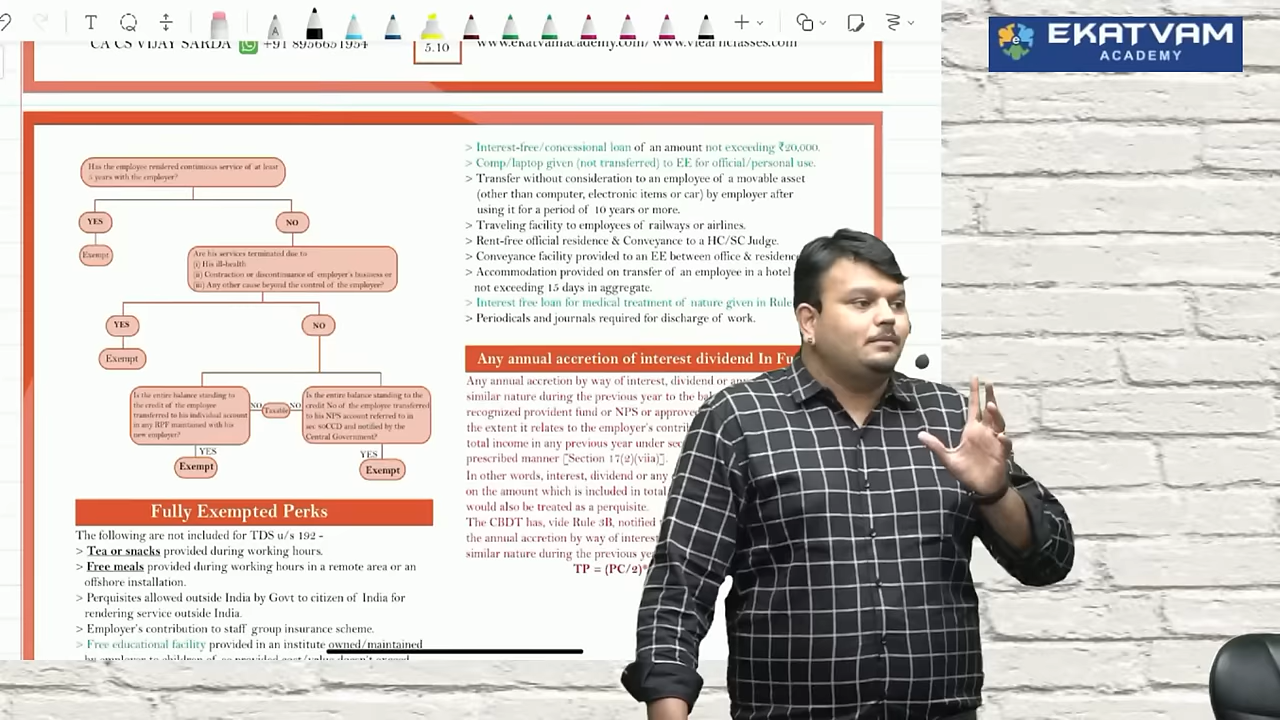 CA CS VIJAY SARDA +91 8956651954
5.10
www.ekatvamacademy.com/ www.vlearnclasses.com
EKATVAM
ACADEMY
Has the employee rendered continuous service of at least
5 years with the employer?
YES
NO
Exempt
Are his services terminated due to
(i) His ill-health
(ii) Contraction or discontinuance of employer's business or
(iii) Any other cause beyond the control of the employee?
YES
NO
Exempt
Is the entire balance standing to
the credit of the employee
transferred to his individual account
in any RPF maintained with his
new employer?
NO
Taxable
NO
Is the entire balance standing to the
credit No of the employee transferred
to his NPS account referred to in
sec 80CCD and notified by the
Central Government?
YES
YES
Exempt
Exempt
Fully Exempted Perks
The following are not included for TDS u/s 192 -
> Tea or snacks provided during working hours.
> Free meals provided during working hours in a remote area or an
offshore installation.
> Perquisites allowed outside India by Govt to citizen of India for
rendering service outside India.
> Employer's contribution to staff group insurance scheme.
> Free educational facility provided in an institute owned/maintained
by employer to children of
> Interest-free/concessional loan of an amount not exceeding ₹20,000.
> Comp/laptop given (not transferred) to EE for official/personal use.
> Transfer without consideration to an employee of a movable asset
(other than computer, electronic items or car) by employer after
using it for a period of 10 years or more.
> Traveling facility to employees of railways or airlines.
> Rent-free official residence & Conveyance to a HC/SC Judge.
> Conveyance facility provided to an EE between office & residence
> Accommodation provided on transfer of an employee in a hotel
not exceeding 15 days in aggregate.
> Interest free loan for medical treatment of nature given in Rule
> Periodicals and journals required for discharge of work.
Any annual accretion of interest dividend In Fu
Any annual accretion by way of interest, dividend or any
similar nature during the previous year to the
recognized provident fund or NPS or approved
the extent it relates to the employer's
total income in any previous year under
prescribed manner [Section 17(2)(viia)].
In other words, interest, dividend or any
on the amount which is included in total
would also be treated as a perquisite.
The CBDT has, vide Rule 3B, notified
the annual accretion by way of interest
similar nature during the previous
TP = (PC/2)